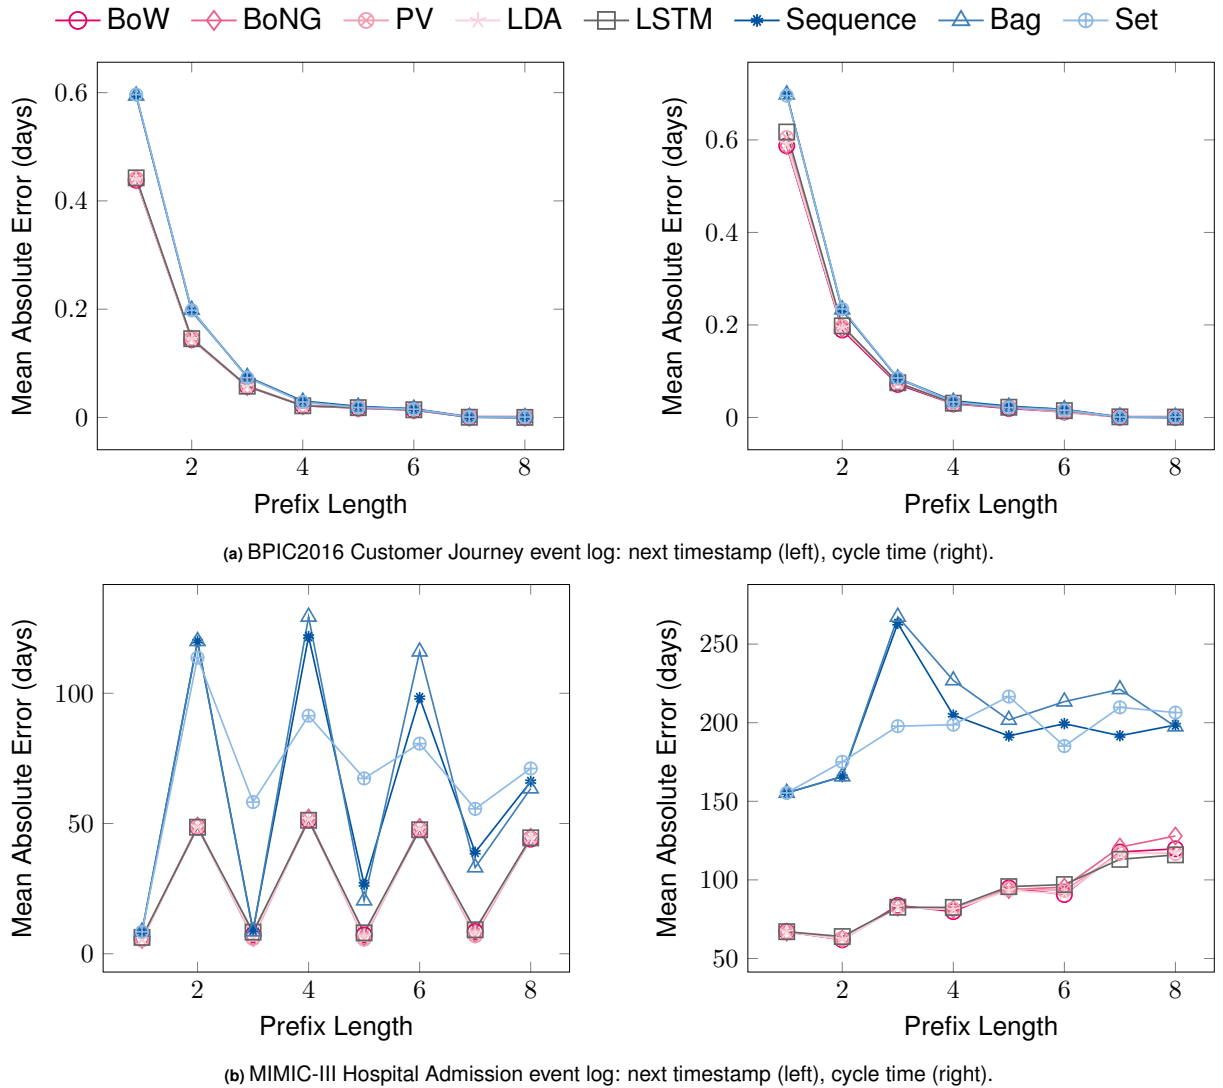 BoW BoNG PV LDA LSTM Sequence Bag Set
Mean Absolute Error (days)
0.6
0.4
0.2
0
2 4 6 8
Prefix Length
Mean Absolute Error (days)
0.6
0.4
0.2
0
2 4 6 8
Prefix Length
(a) BPIC2016 Customer Journey event log: next timestamp (left), cycle time (right).
Mean Absolute Error (days)
100
50
0
2 4 6 8
Prefix Length
Mean Absolute Error (days)
250
200
150
100
50
2 4 6 8
Prefix Length
(b) MIMIC-III Hospital Admission event log: next timestamp (left), cycle time (right).